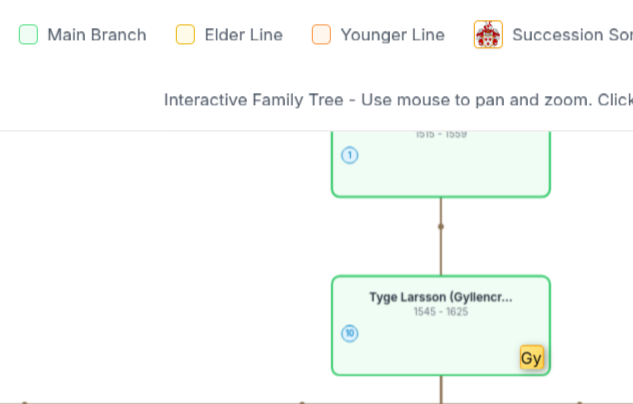 Main Branch Elder Line Younger Line Succession So
Interactive Family Tree - Use mouse to pan and zoom. Click
1515 - 1559
1
Tyge Larsson (Gyllencr...
1545 - 1625
10
Gy